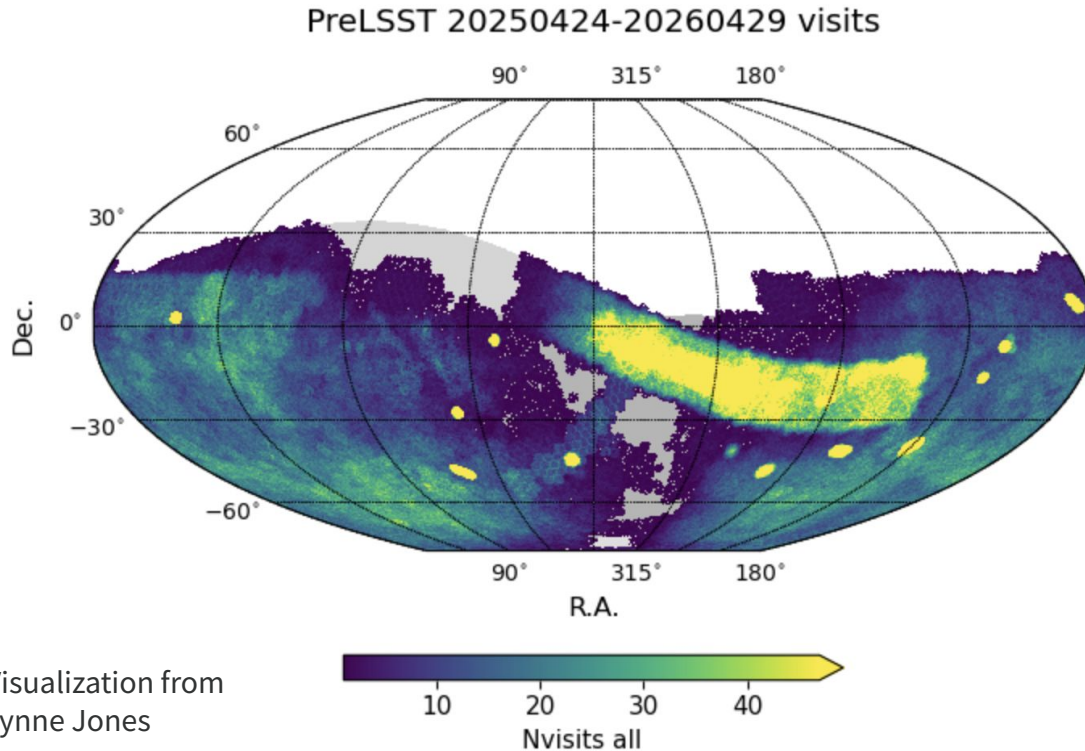 PreLSST 20250424-20260429 visits
90° 315° 180°
60°
30°
0°
Dec.
−30°
−60°
90° 315° 180°
R.A.
10 20 30 40
Nvisits all
isualization from
ynne Jones